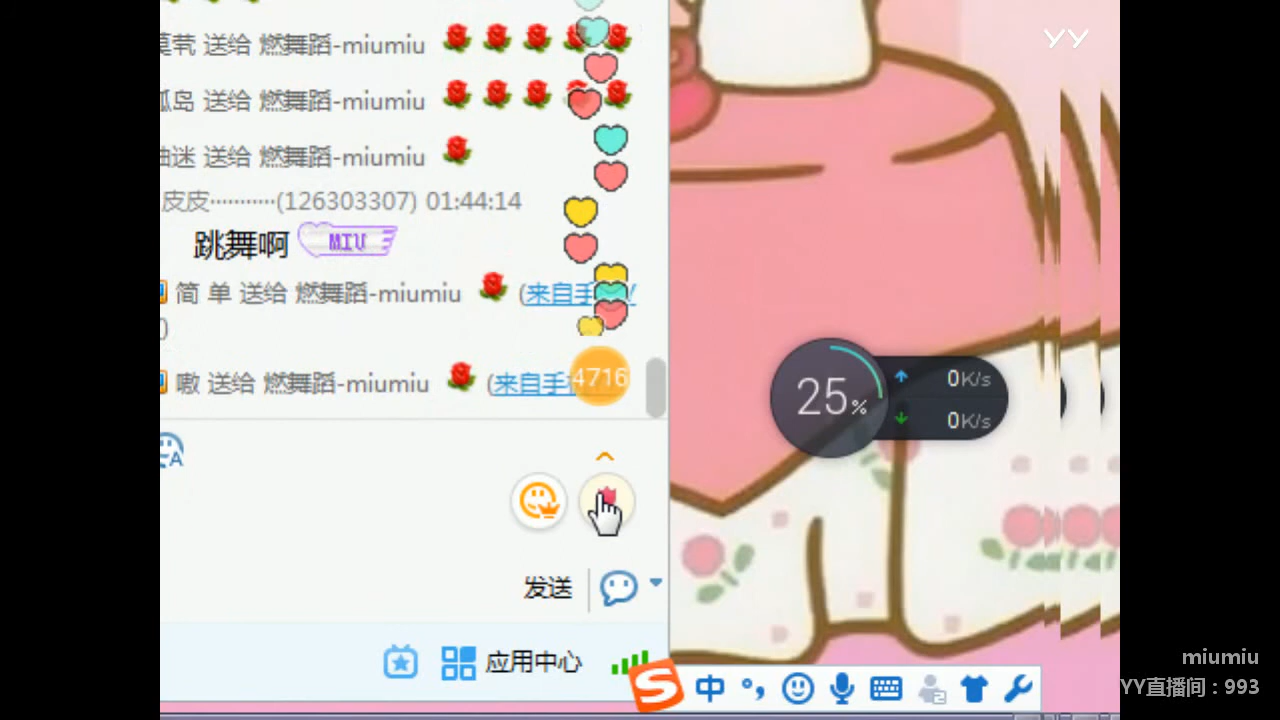 YY
莫茕 送给 燃舞蹈-miumiu
孤岛 送给 燃舞蹈-miumiu
油迷 送给 燃舞蹈-miumiu
皮皮···········(126303307) 01:44:14
跳舞啊 MIU
简 单 送给 燃舞蹈-miumiu (来自手
)
嗷 送给 燃舞蹈-miumiu (来自手
4716
25%
0K/s
0K/s
发送
应用中心
S 中
miumiu
YY直播间：993